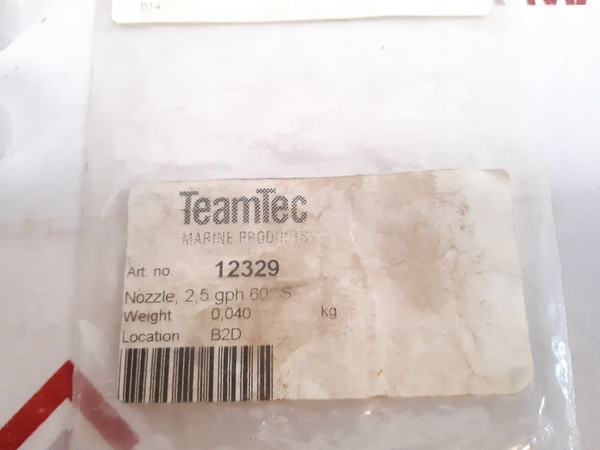 B14
TeamTec
MARINE PRODUCTS
Art. no. 12329
Nozzle, 2,5 gph 60° S
Weight 0,040 kg
Location B2D